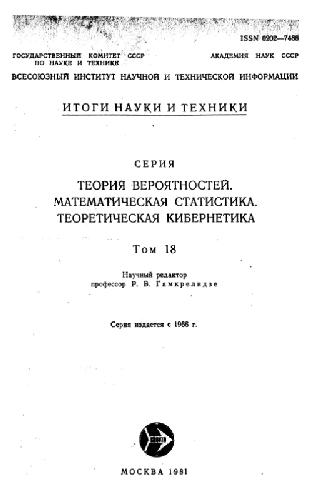 ISSN 0202—7488
ГОСУДАРСТВЕННЫЙ КОМИТЕТ СССР
ПО НАУКЕ И ТЕХНИКЕ
АКАДЕМИЯ НАУК СССР
ВСЕСОЮЗНЫЙ ИНСТИТУТ НАУЧНОЙ И ТЕХНИЧЕСКОЙ ИНФОРМАЦИИ
ИТОГИ НАУКИ И ТЕХНИКИ
СЕРИЯ
ТЕОРИЯ ВЕРОЯТНОСТЕЙ.
МАТЕМАТИЧЕСКАЯ СТАТИСТИКА.
ТЕОРЕТИЧЕСКАЯ КИБЕРНЕТИКА
Том 18
Научный редактор
профессор Р. В. Гамкрелидзе
Серия издается с 1966 г.
МОСКВА 1981